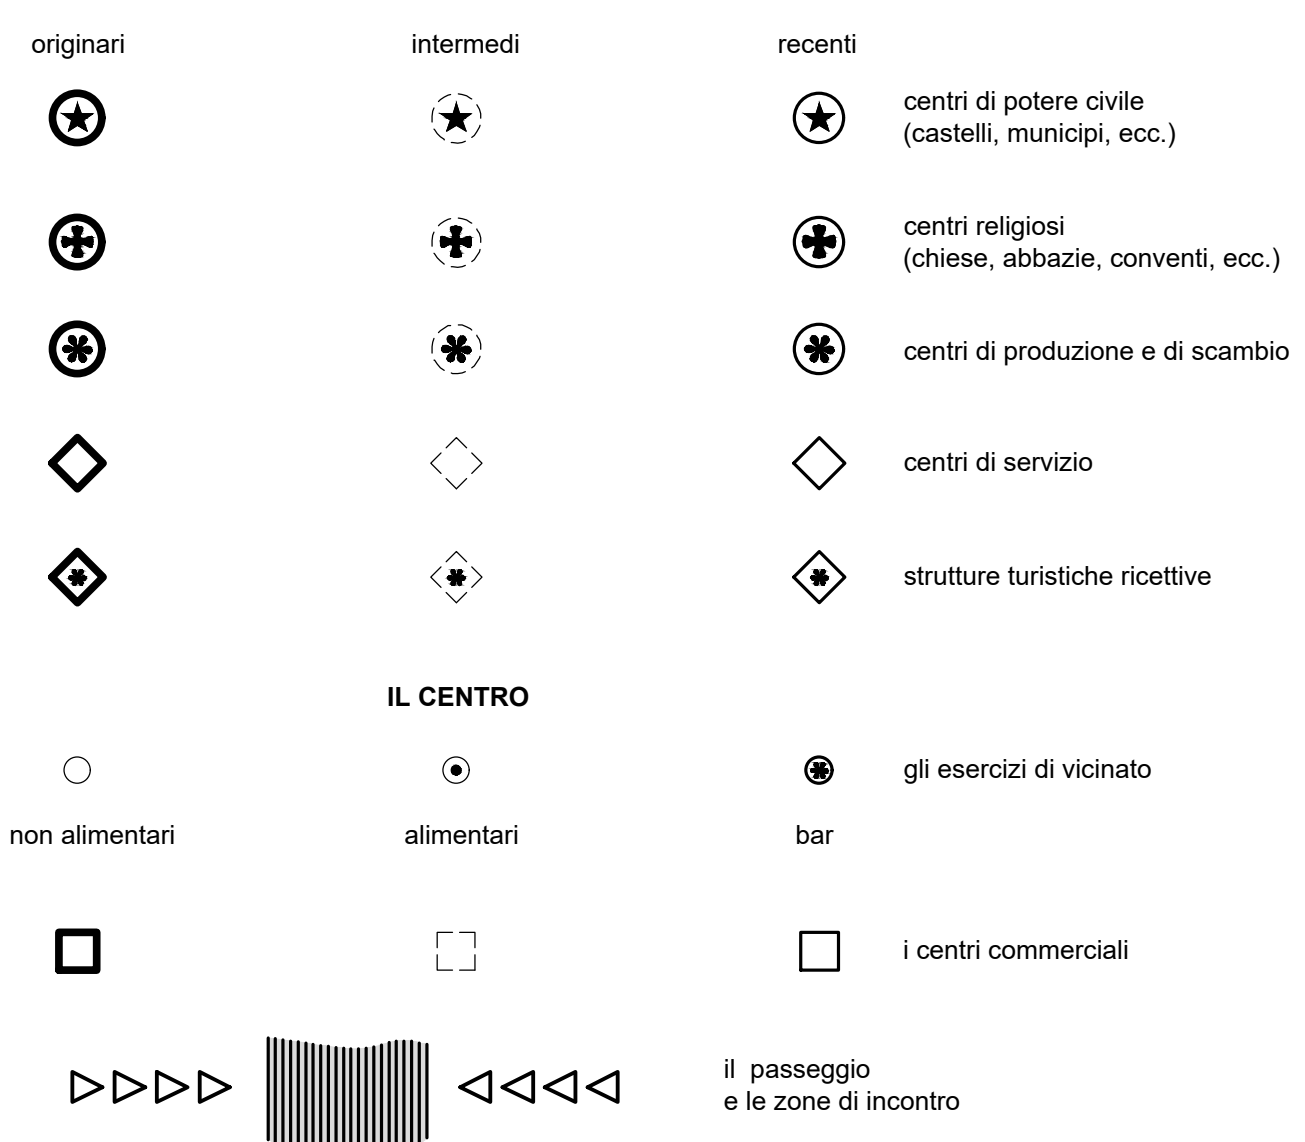 originari
intermedi
recenti
centri di potere civile
(castelli, municipi, ecc.)
centri religiosi
(chiese, abbazie, conventi, ecc.)
centri di produzione e di scambio
centri di servizio
strutture turistiche ricettive
IL CENTRO
gli esercizi di vicinato
non alimentari
alimentari
bar
i centri commerciali
il passeggio
e le zone di incontro